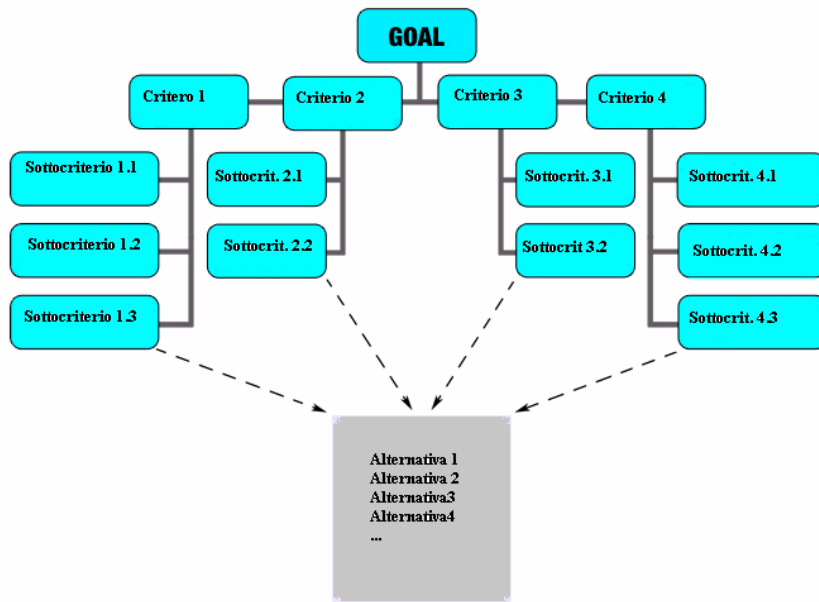 GOAL
Critero 1
Criterio 2
Criterio 3
Criterio 4
Sottocriterio 1.1
Sottocrit. 2.1
Sottocrit. 3.1
Sottocrit. 4.1
Sottocriterio 1.2
Sottocrit. 2.2
Sottocrit 3.2
Sottocrit. 4.2
Sottocriterio 1.3
Sottocrit. 4.3
Alternativa 1
Alternativa 2
Alternativa3
Alternativa4
...